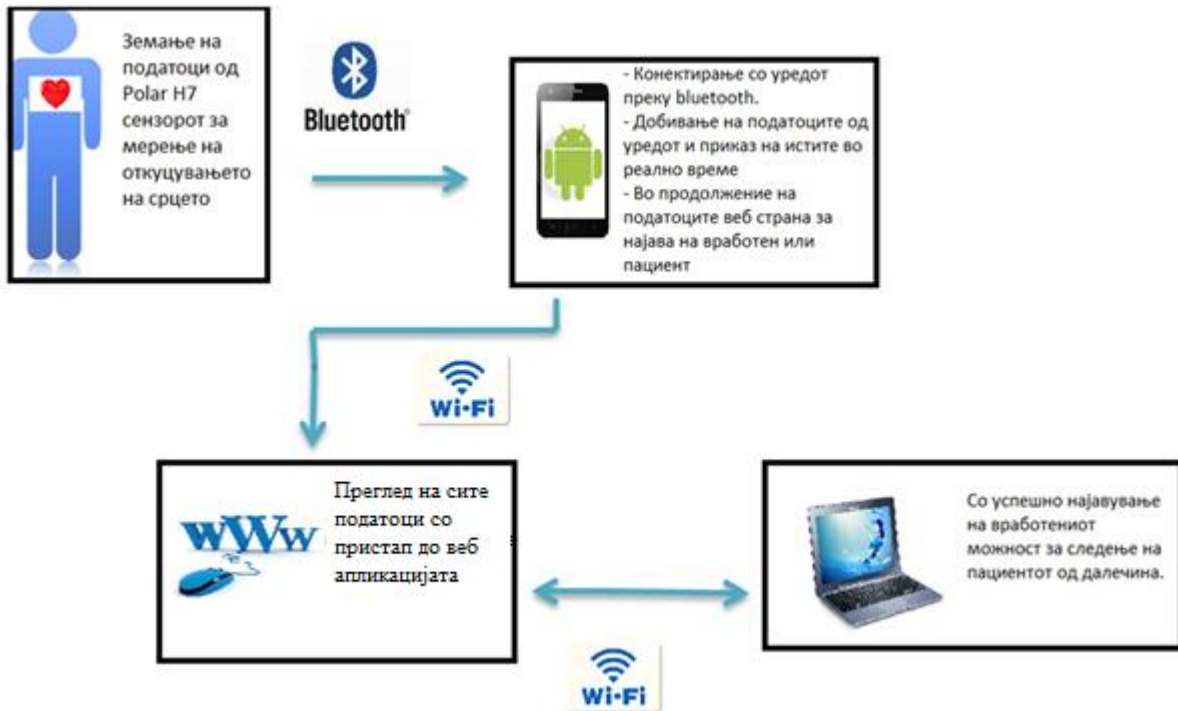 Земање на
податоци од
Polar H7
сензорот за
мерење на
откуцувањето
на срцето
Bluetooth®
- Конектирање со уредот
преку bluetooth.
- Добивање на податоците од
уредот и приказ на истите во
реално време
- Во продолжение на
податоците веб страна за
најава на вработен или
пациент
Wi-Fi
www
Преглед на сите
податоци со
пристап до веб
апликацијата
Со успешно најавување
на вработениот
можност за следење на
пациентот од далечина.
Wi-Fi